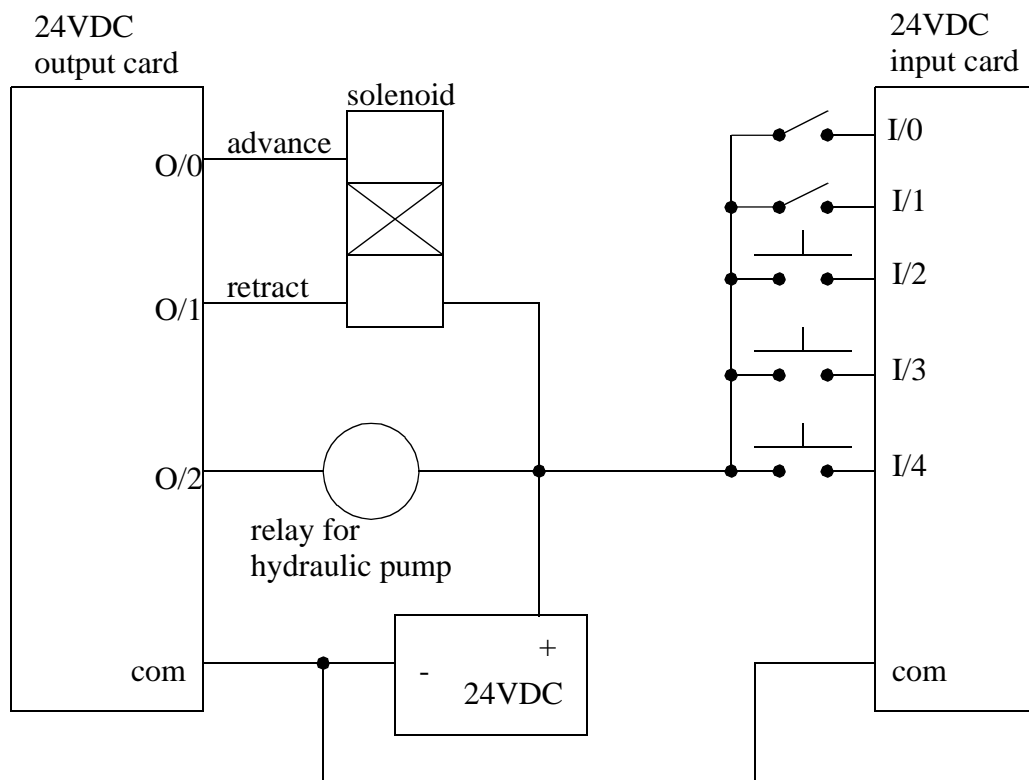 24VDC
output card
24VDC
input card
solenoid
O/0
advance
I/0
I/1
O/1
retract
I/2
I/3
O/2
I/4
relay for
hydraulic pump
com
-
+
24VDC
com